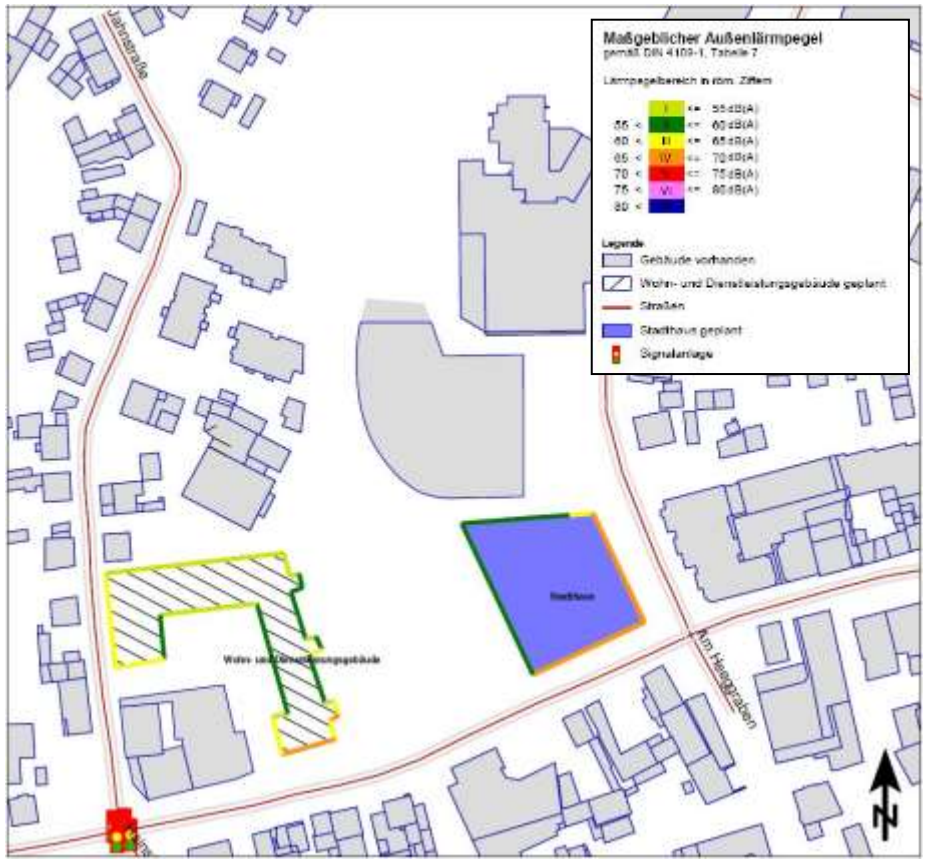 Jahnstraße
Maßgeblicher Außenlärmpegel
gemäß DIN 4109-1, Tabelle 7
Lärmpegelbereich in röm. Ziffern
I <= 55 dB(A)
55 < II <= 60 dB(A)
60 < III <= 65 dB(A)
65 < IV <= 70 dB(A)
70 < V <= 75 dB(A)
75 < VI <= 80 dB(A)
80 <
Legende
Gebäude vorhanden
Wohn- und Dienstleistungsgebäude geplant
Straßen
Stadthaus geplant
Signalanlage
Stadthaus
Wohn- und Dienstleistungsgebäude
Am Heeggraben
N